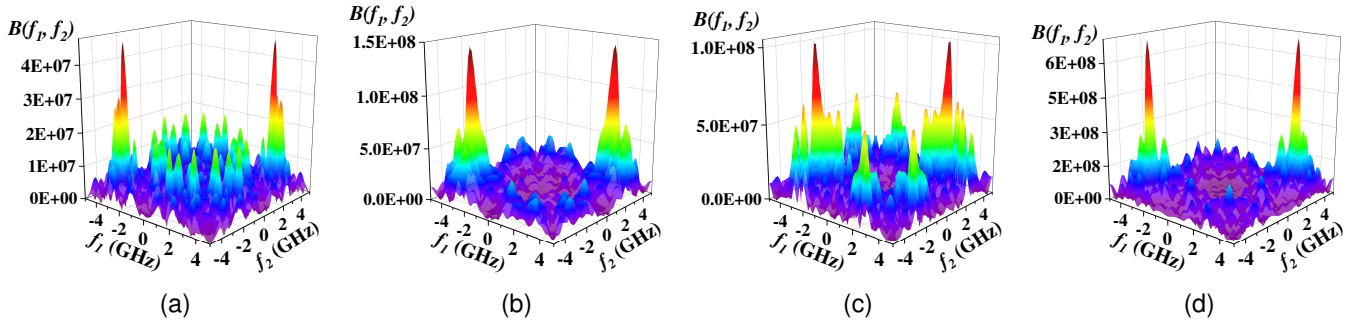 B(f1, f2)
4E+07
3E+07
2E+07
1E+07
0E+00
-4 -2 0 2 4
f1 (GHz)
-4 -2 0 2 4
f2 (GHz)
(a)
B(f1, f2)
1.5E+08
1.0E+08
5.0E+07
0.0E+00
-4 -2 0 2 4
f1 (GHz)
-4 -2 0 2 4
f2 (GHz)
(b)
B(f1, f2)
1.0E+08
5.0E+07
0.0E+00
-4 -2 0 2 4
f1 (GHz)
-4 -2 0 2 4
f2 (GHz)
(c)
B(f1, f2)
6E+08
5E+08
3E+08
2E+08
0E+00
-4 -2 0 2 4
f1 (GHz)
-4 -2 0 2 4
f2 (GHz)
(d)